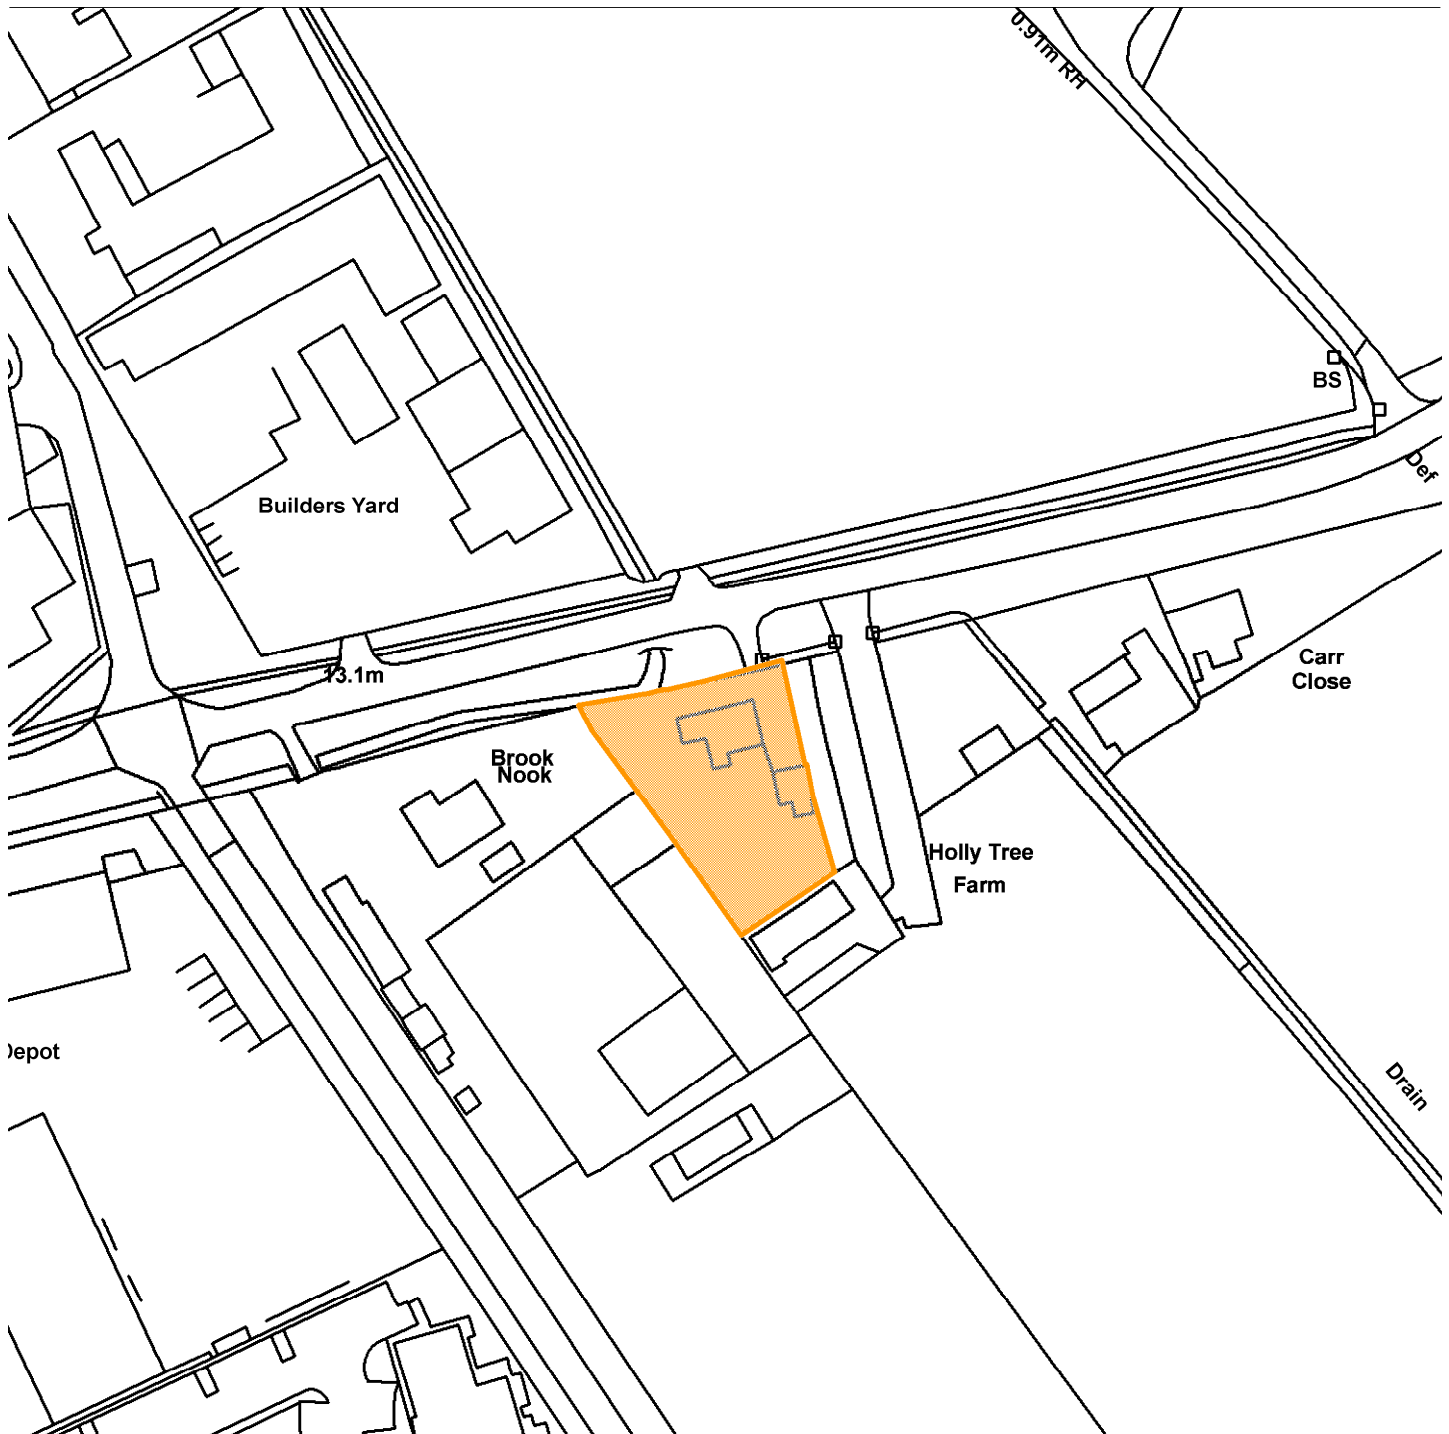 0.91m RH
BS
Def
Builders Yard
13.1m
Carr
Close
Brook
Nook
Holly Tree
Farm
Depot
Drain